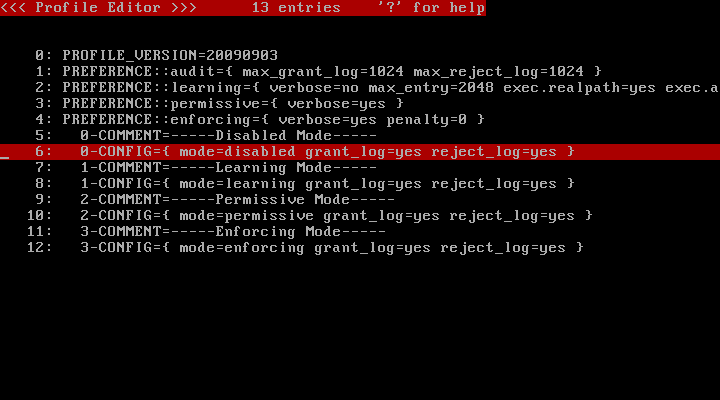 <<< Profile Editor >>>      13 entries    '?' for help
0: PROFILE_VERSION=20090903
1: PREFERENCE::audit={ max_grant_log=1024 max_reject_log=1024 }
2: PREFERENCE::learning={ verbose=no max_entry=2048 exec.realpath=yes exec.a
3: PREFERENCE::permissive={ verbose=yes }
4: PREFERENCE::enforcing={ verbose=yes penalty=0 }
5:   0-COMMENT=-----Disabled Mode-----
6:   0-CONFIG={ mode=disabled grant_log=yes reject_log=yes }
7:   1-COMMENT=-----Learning Mode-----
8:   1-CONFIG={ mode=learning grant_log=yes reject_log=yes }
9:   2-COMMENT=-----Permissive Mode-----
10:   2-CONFIG={ mode=permissive grant_log=yes reject_log=yes }
11:   3-COMMENT=-----Enforcing Mode-----
12:   3-CONFIG={ mode=enforcing grant_log=yes reject_log=yes }